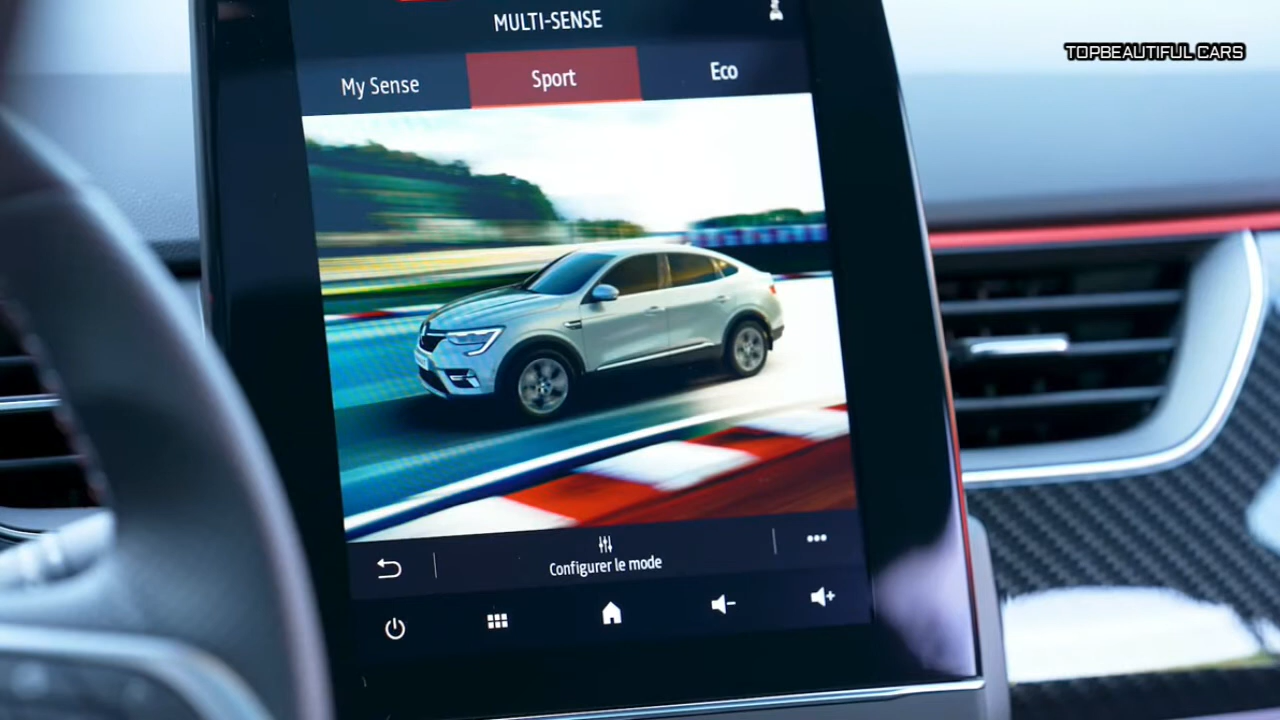 MULTI-SENSE
TOPBEAUTIFUL CARS
My Sense
Sport
Eco
Configurer le mode